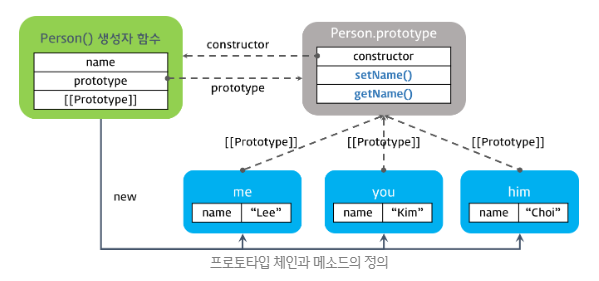 Person() 생성자 함수
name
prototype
[[Prototype]]
constructor
prototype
Person.prototype
constructor
setName()
getName()
[[Prototype]]
[[Prototype]]
[[Prototype]]
new
me
name "Lee"
you
name "Kim"
him
name "Choi"
프로토타입 체인과 메소드의 정의